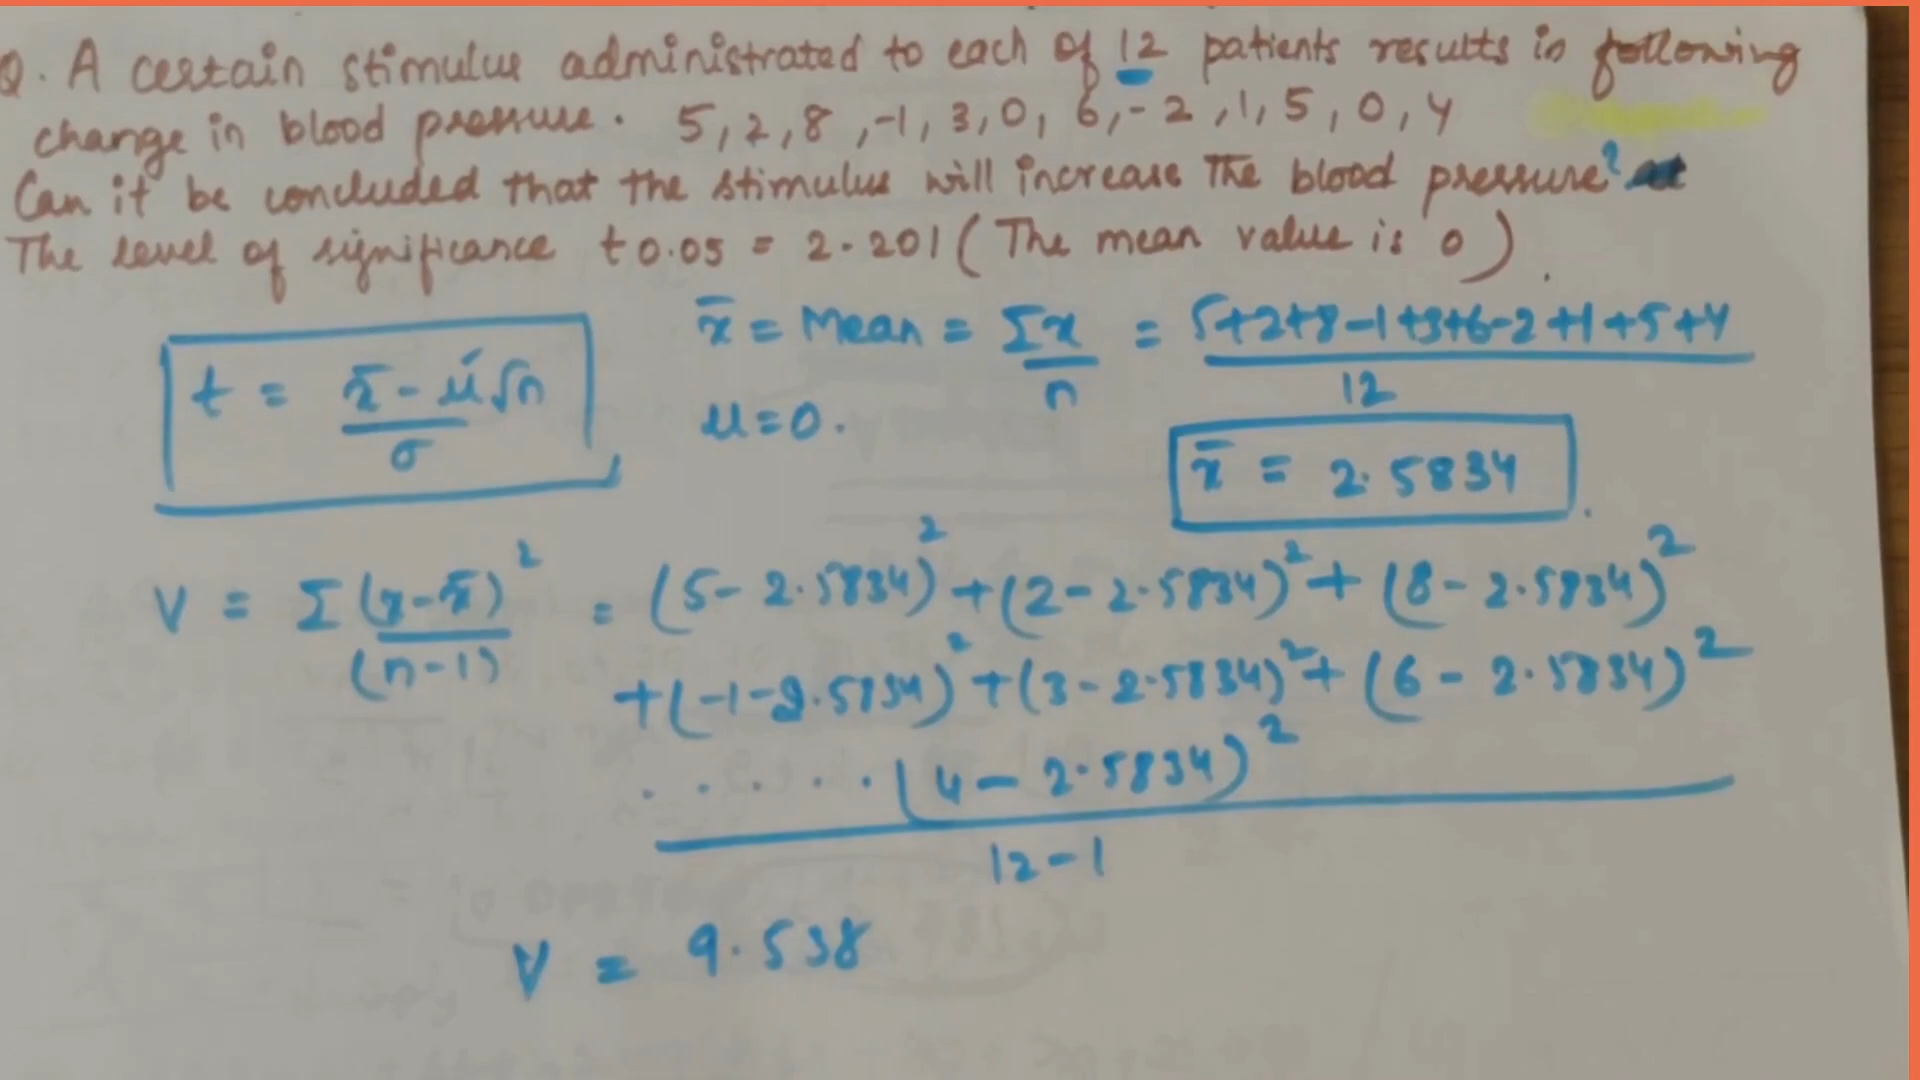 Q. A certain stimulus administrated to each of 12 patients results in following
change in blood pressure. 5, 2, 8, -1, 3, 0, 6, -2, 1, 5, 0, 4
Can it be concluded that the stimulus will increase The blood pressure?
The level of significance t0.05 = 2.201 (The mean value is 0).
x̄ = Mean = Σx/n = 5+2+8-1+3+6-2+1+5+4/12
t = x̄ - μ√n/σ
μ=0.
x̄ = 2.5834
V = Σ(x-x̄)²/(n-1) = (5-2.5834)² + (2-2.5834)² + (8-2.5834)²
+(-1-2.5834)² + (3-2.5834)² + (6-2.5834)²
. . . . . (4-2.5834)²
12-1
V = 9.538